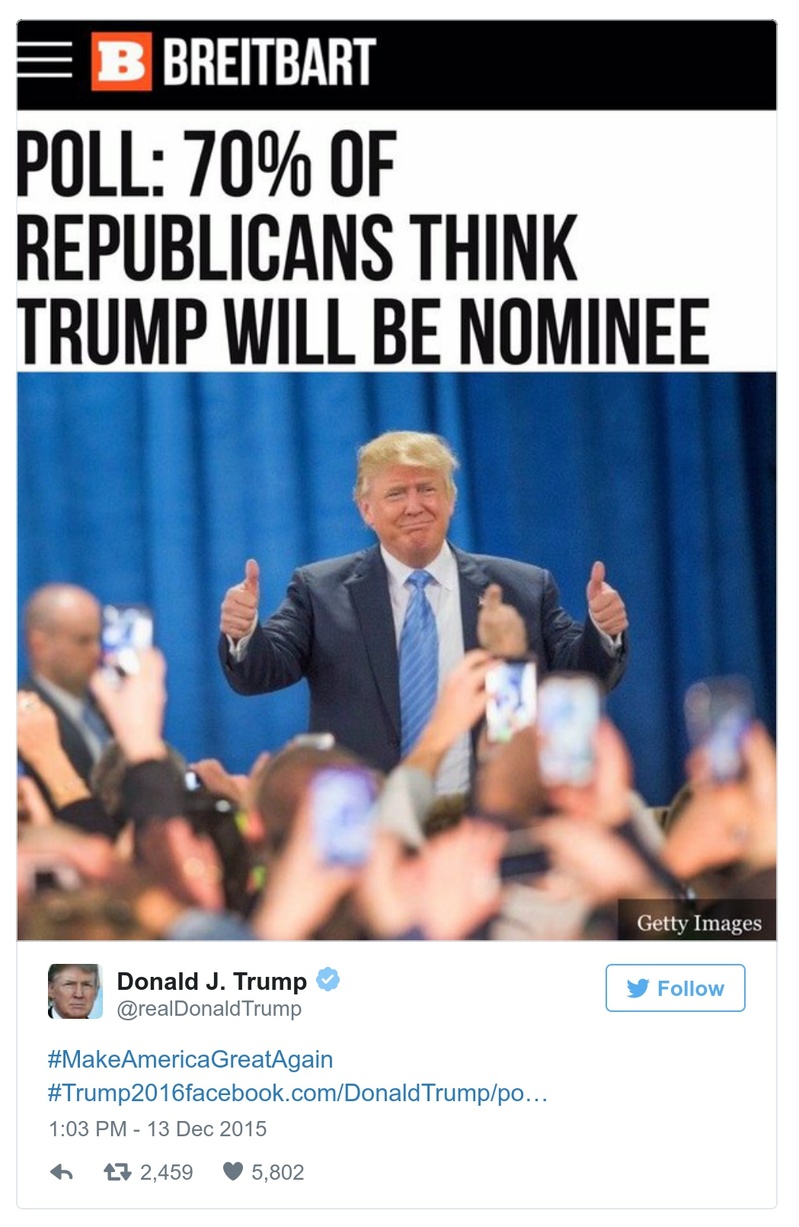 B BREITBART
POLL: 70% OF
REPUBLICANS THINK
TRUMP WILL BE NOMINEE
Getty Images
Donald J. Trump
@realDonaldTrump
Follow
#MakeAmericaGreatAgain
#Trump2016facebook.com/DonaldTrump/po…
1:03 PM - 13 Dec 2015
2,459 5,802